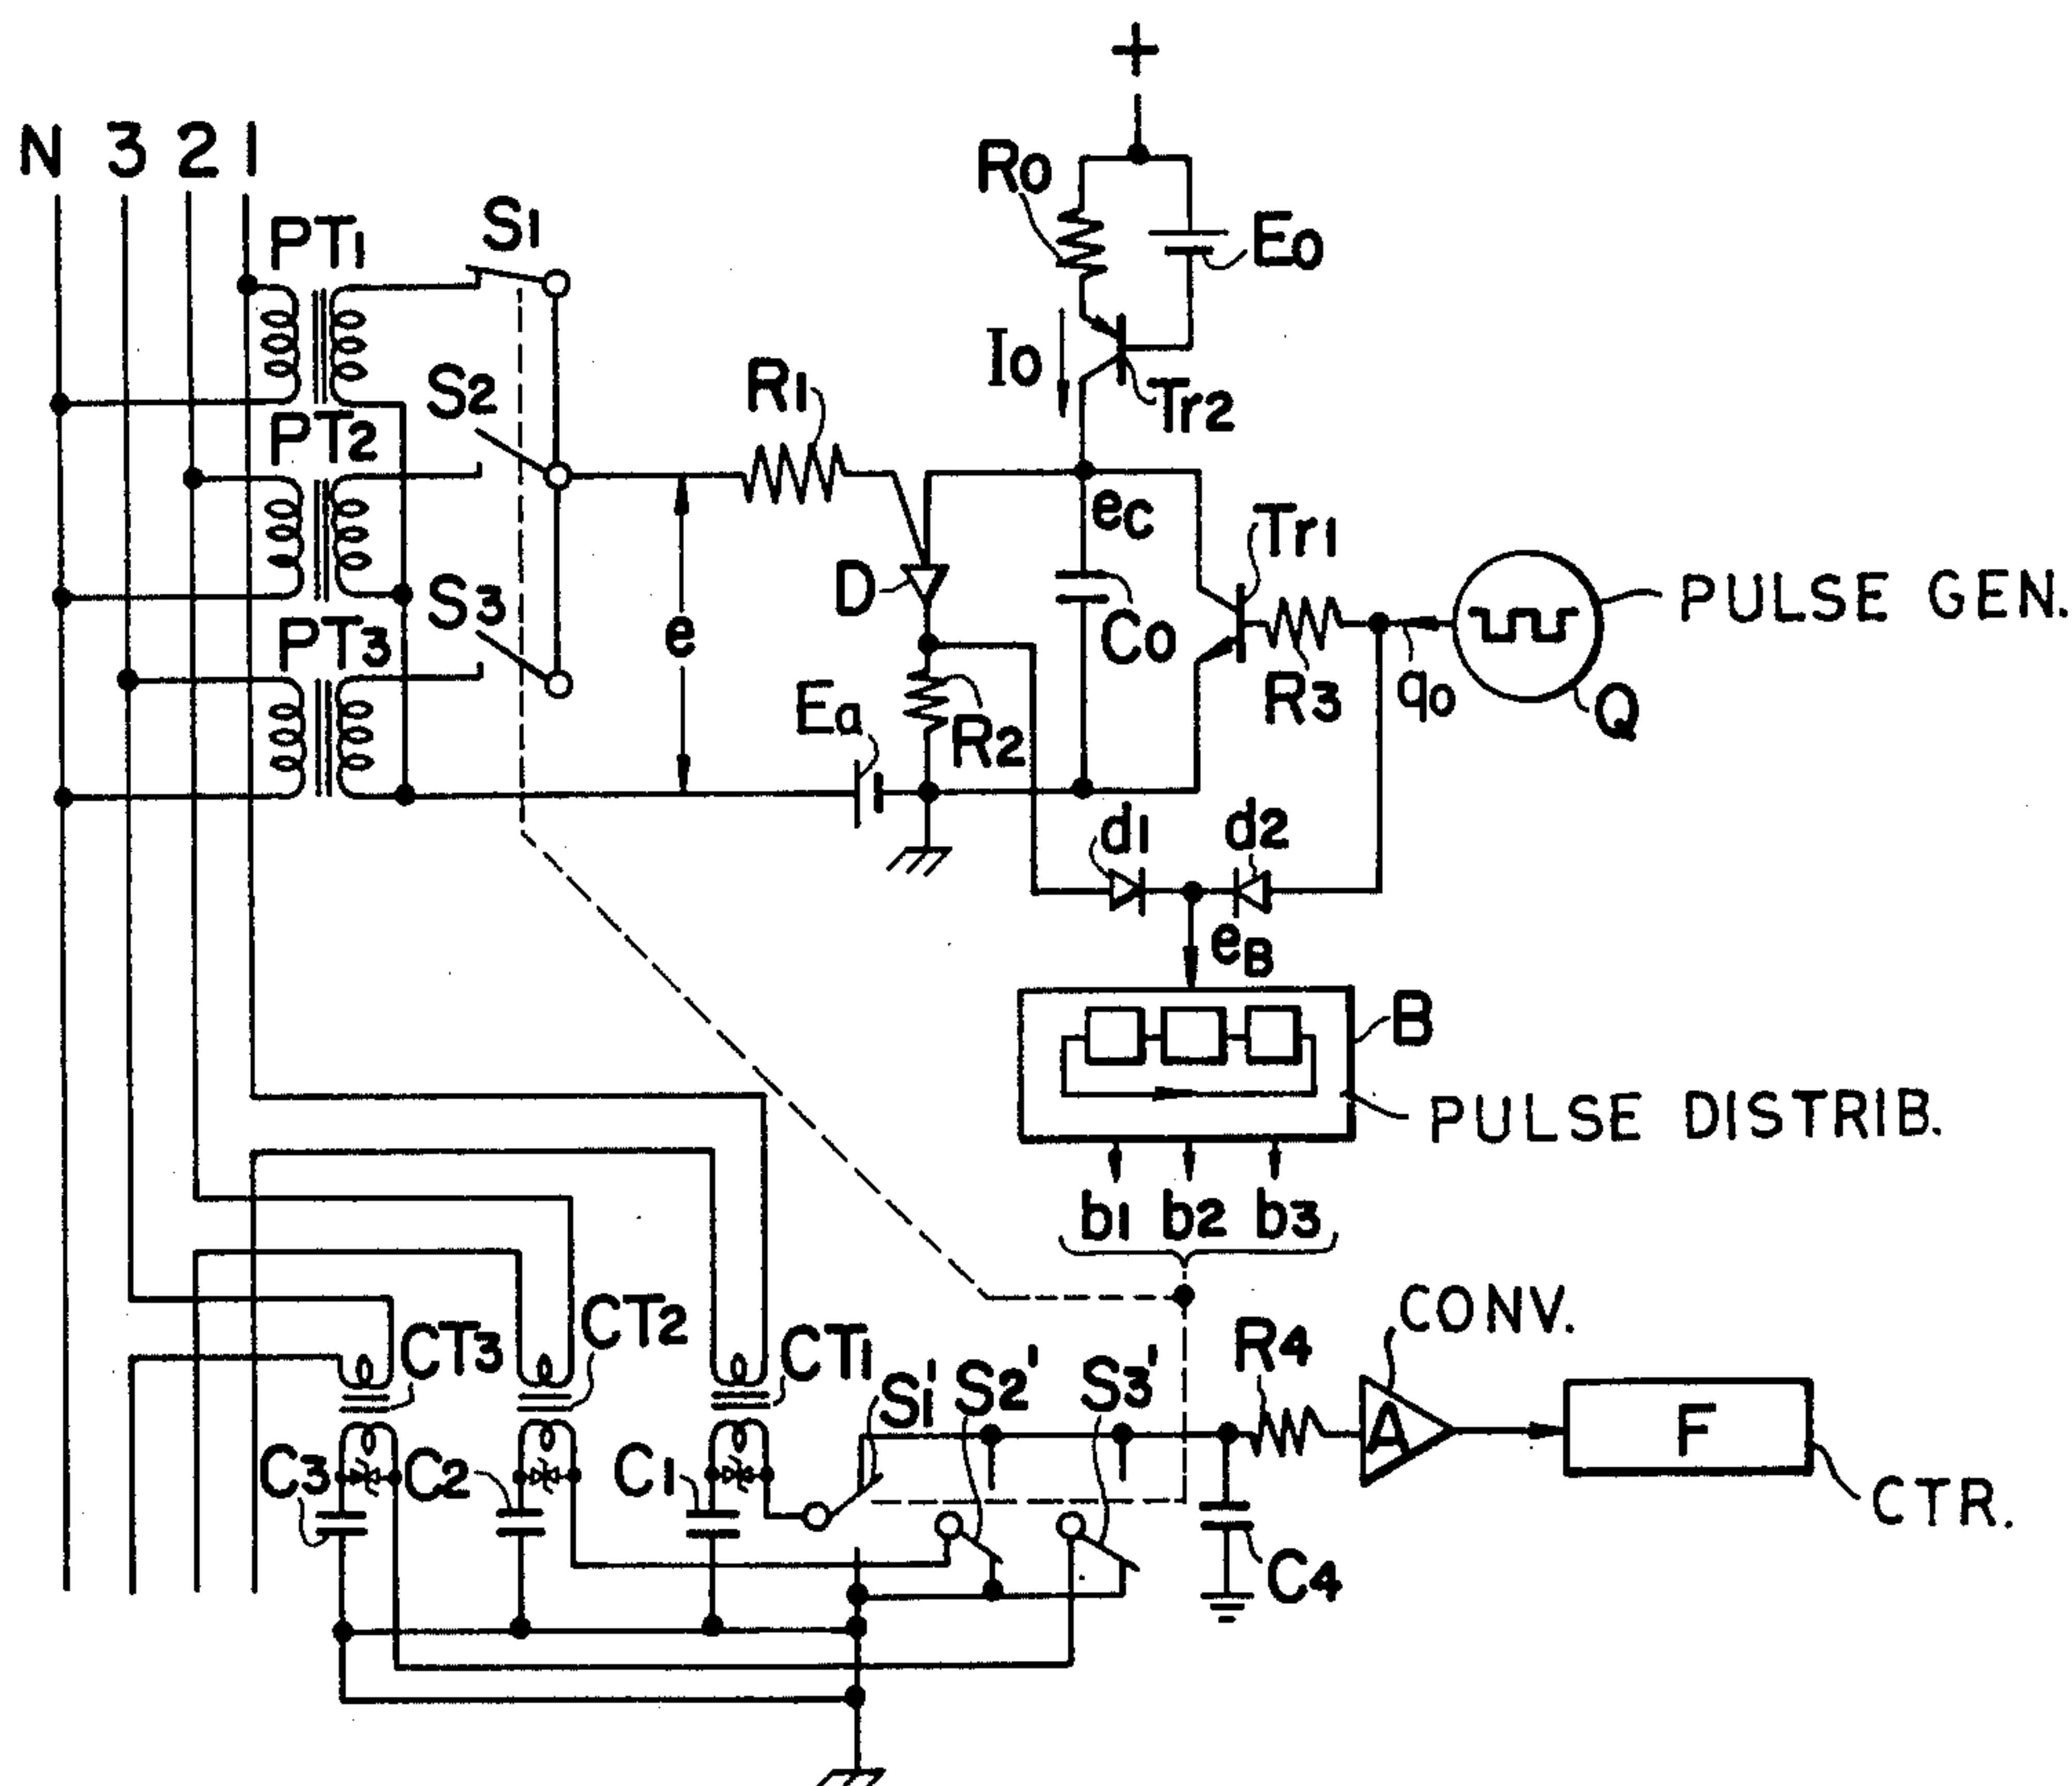 +
N 3 2 1
R0
E0
PT1
S1
I0
Tr2
S2
R1
PT2
ec
Tr1
D
S3
C0
PULSE GEN.
PT3
e
Ea
R2
R3
q0
Q
d1
d2
eB
B
PULSE DISTRIB.
b1 b2 b3
CONV.
CT3
CT2
CT1
S1'
S2'
S3'
R4
A
F
C3
C2
C1
CTR.
C4